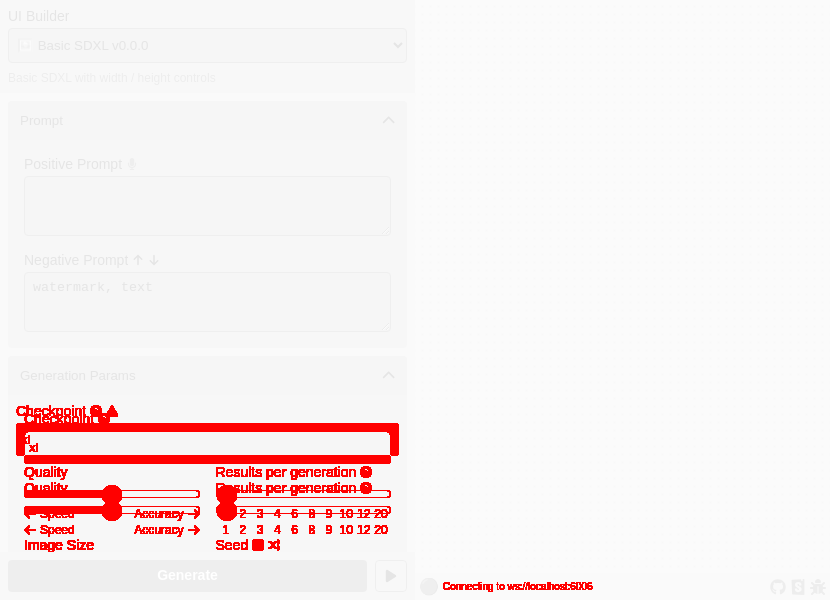 UI Builder
Basic SDXL v0.0.0
Basic SDXL with width / height controls
Prompt
Positive Prompt
Negative Prompt
watermark, text
Generation Params
Checkpoint
Checkpoint
xl
xl
Quality Results per generation
Quality Results per generation
Speed Accuracy 2 3 4 6 8 9 10 12 20
Speed Accuracy 1 2 3 4 6 8 9 10 12 20
Image Size Seed
Generate
Connecting to ws://localhost:6006